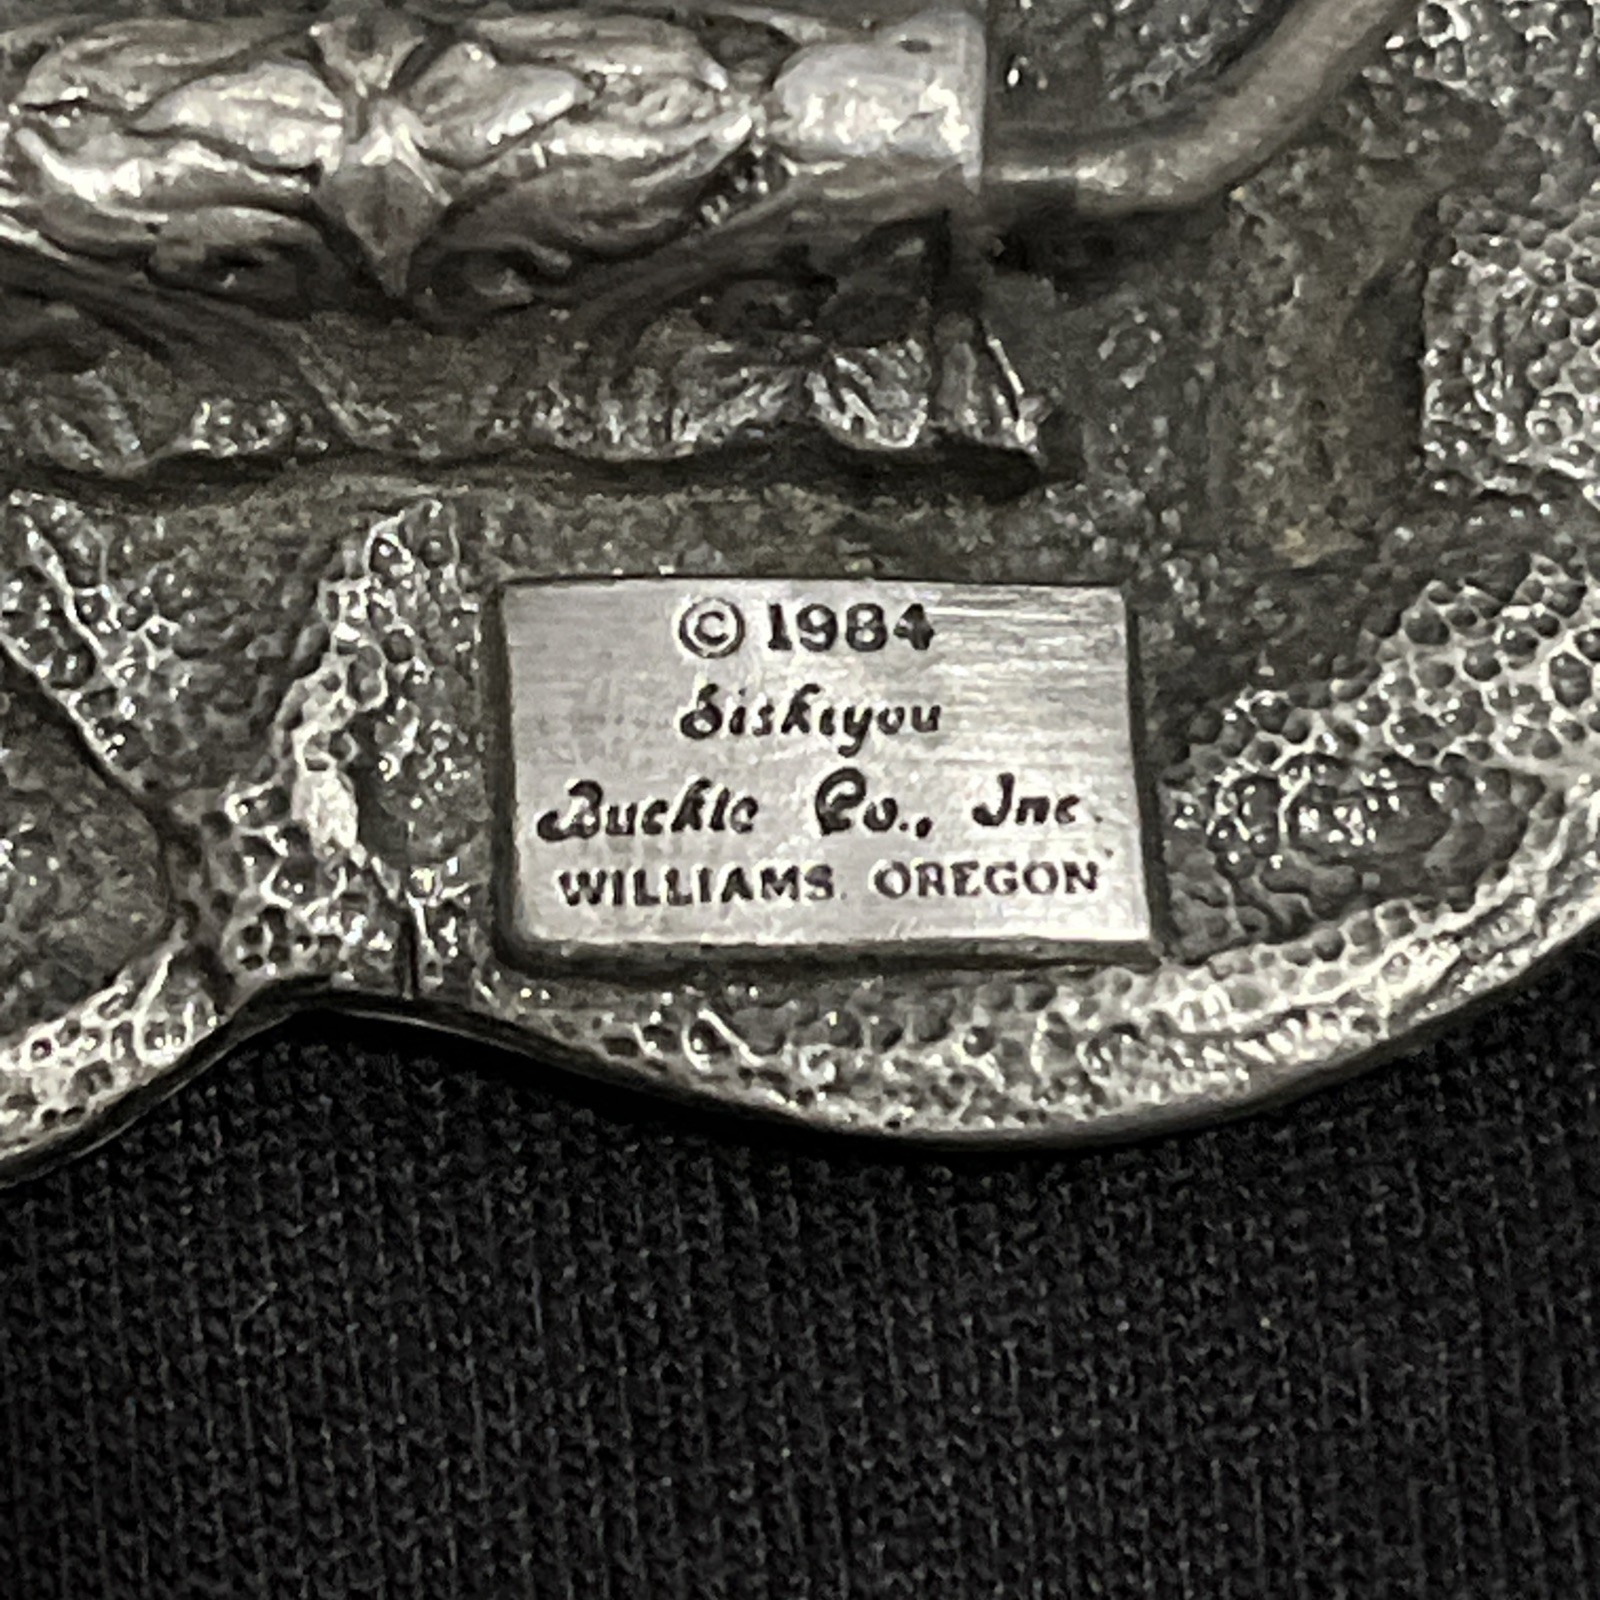 © 1984
Siskiyou
Buckle Co., Inc.
WILLIAMS, OREGON